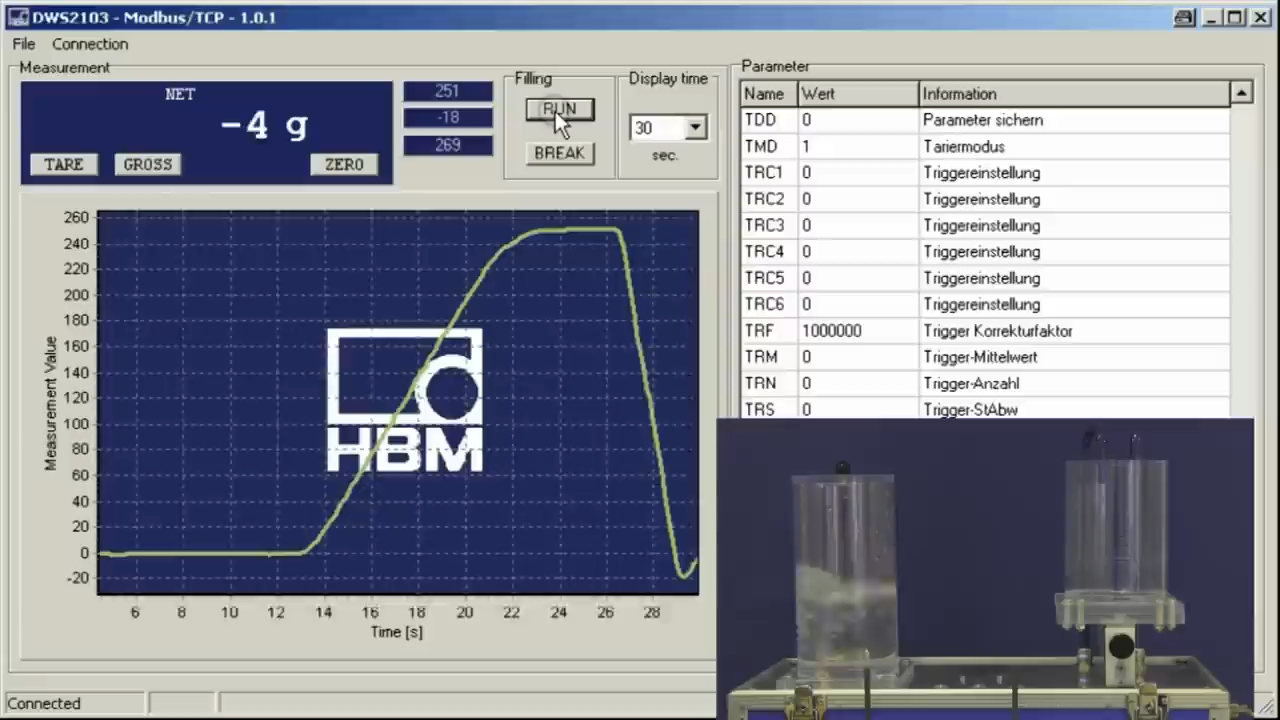 DWS2103 - Modbus/TCP - 1.0.1
File Connection
Measurement
NET
-4 g
TARE GROSS ZERO
251
-18
269
Filling
RUN
BREAK
Display time
30
sec.
Parameter
Name Wert Information
TDD 0 Parameter sichern
TMD 1 Tariermodus
TRC1 0 Triggereinstellung
TRC2 0 Triggereinstellung
TRC3 0 Triggereinstellung
TRC4 0 Triggereinstellung
TRC5 0 Triggereinstellung
TRC6 0 Triggereinstellung
TRF 1000000 Trigger Korrekturfaktor
TRM 0 Trigger-Mittelwert
TRN 0 Trigger-Anzahl
TRS 0 Trigger-StAbw
Measurement Value
260
240
220
200
180
160
140
120
100
80
60
40
20
0
-20
HBM
6 8 10 12 14 16 18 20 22 24 26 28
Time [s]
Connected